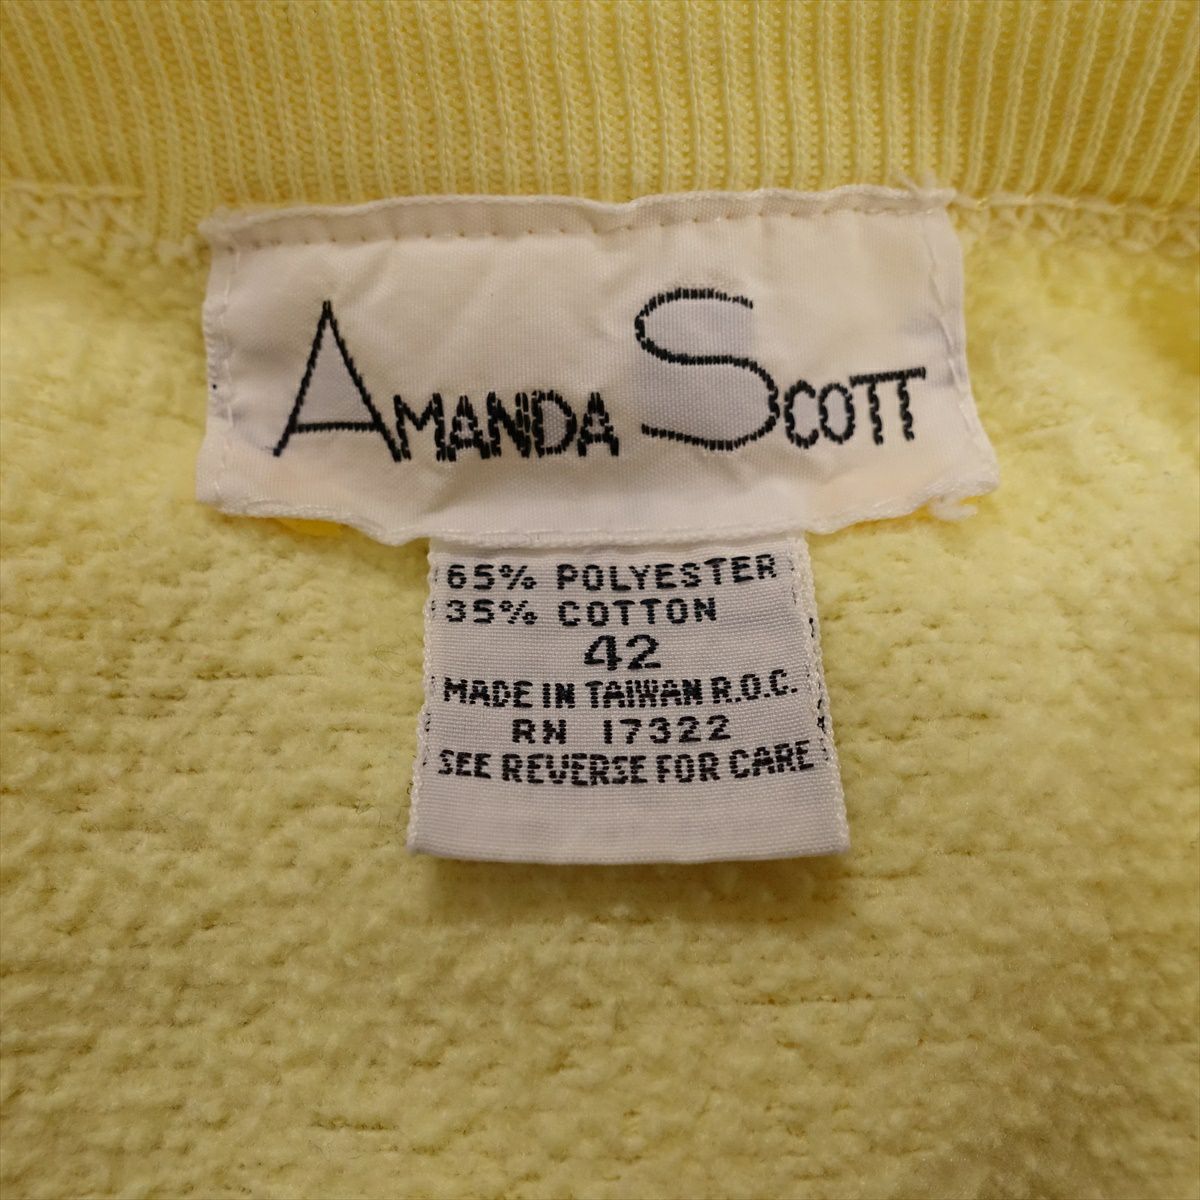 AMANDA SCOTT
65% POLYESTER
35% COTTON
42
MADE IN TAIWAN R.O.C.
RN 17322
SEE REVERSE FOR CARE